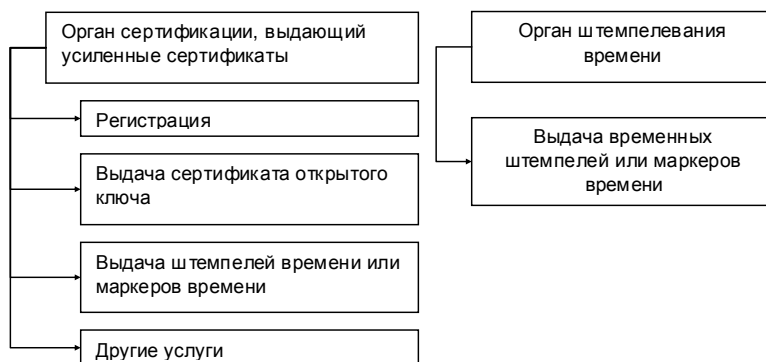 Орган сертификации, выдающий
усиленные сертификаты
Регистрация
Выдача сертификата открытого
ключа
Выдача штемпелей времени или
маркеров времени
Другие услуги
Орган штемпелевания
времени
Выдача временных
штемпелей или маркеров
времени